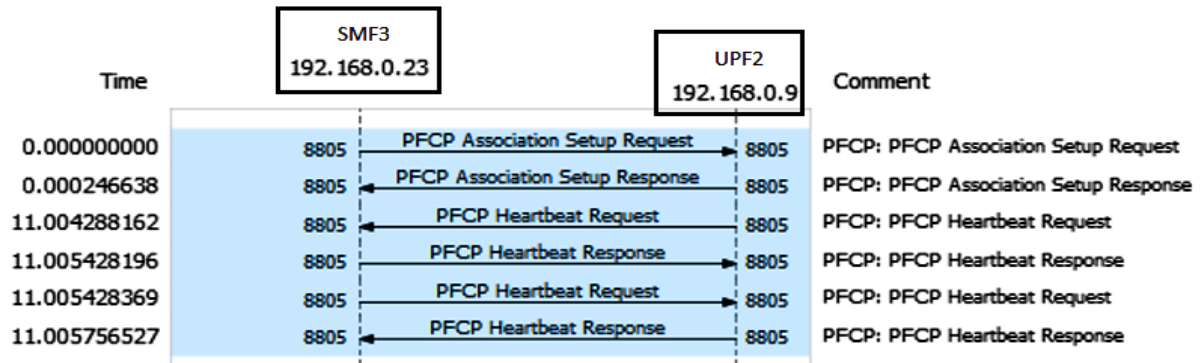 SMF3
192.168.0.23
UPF2
192.168.0.9
Time
Comment
0.000000000 8805 PFCP Association Setup Request 8805 PFCP: PFCP Association Setup Request
0.000246638 8805 PFCP Association Setup Response 8805 PFCP: PFCP Association Setup Response
11.004288162 8805 PFCP Heartbeat Request 8805 PFCP: PFCP Heartbeat Request
11.005428196 8805 PFCP Heartbeat Response 8805 PFCP: PFCP Heartbeat Response
11.005428369 8805 PFCP Heartbeat Request 8805 PFCP: PFCP Heartbeat Request
11.005756527 8805 PFCP Heartbeat Response 8805 PFCP: PFCP Heartbeat Response